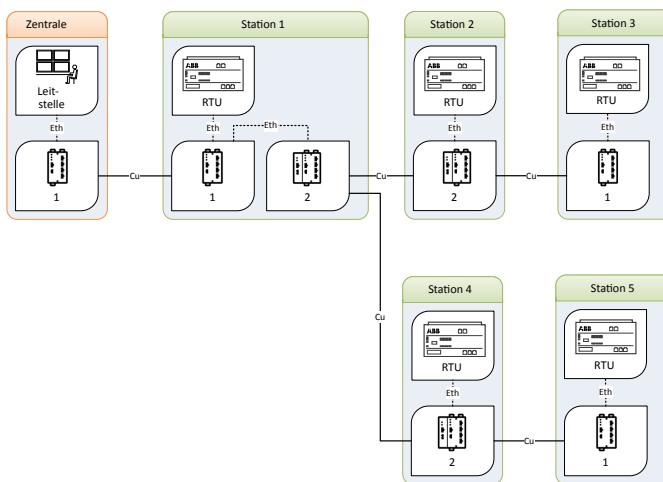 Zentrale
Station 1
Station 2
Station 3
ABB
ABB
ABB
Leit-
stelle
RTU
RTU
RTU
Eth
Eth
Eth
Eth
Eth
Cu
Cu
Cu
1
1
2
2
1
Station 4
Station 5
ABB
ABB
Cu
RTU
RTU
Eth
Eth
Cu
2
1